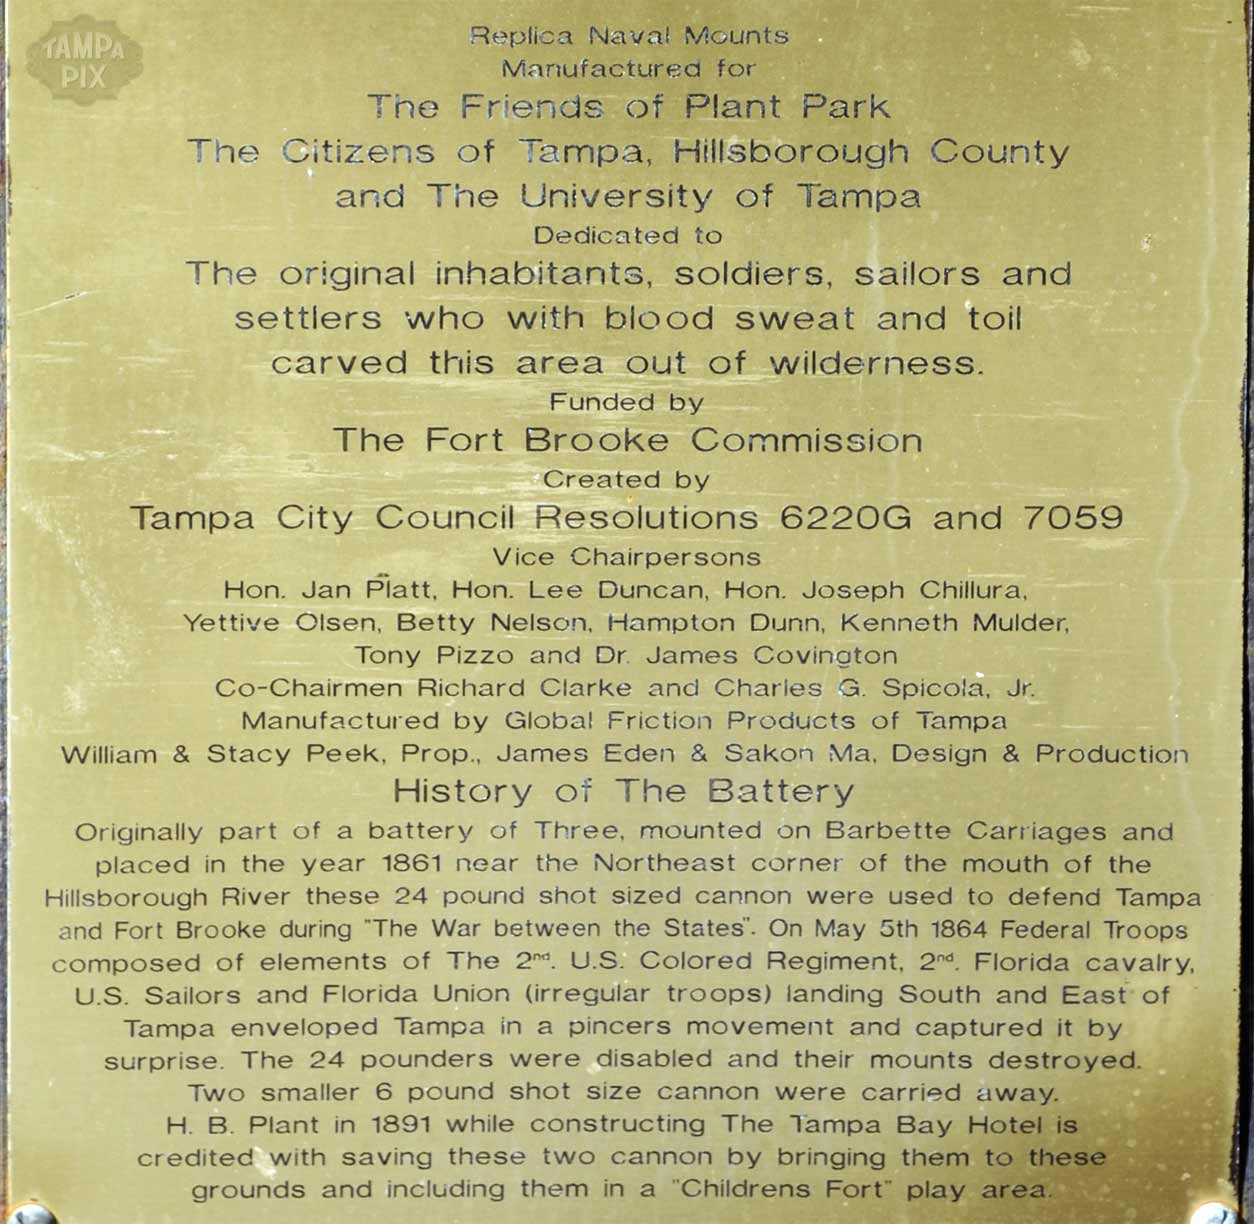 TAMPA
PIX
Replica Naval Mounts
Manufactured for
The Friends of Plant Park
The Citizens of Tampa, Hillsborough County
and The University of Tampa
Dedicated to
The original inhabitants, soldiers, sailors and
settlers who with blood sweat and toil
carved this area out of wilderness.
Funded by
The Fort Brooke Commission
Created by
Tampa City Council Resolutions 6220G and 7059
Vice Chairpersons
Hon. Jan Platt, Hon. Lee Duncan, Hon. Joseph Chillura,
Yettive Olsen, Betty Nelson, Hampton Dunn, Kenneth Mulder,
Tony Pizzo and Dr. James Covington
Co-Chairmen Richard Clarke and Charles G. Spicola, Jr.
Manufactured by Global Friction Products of Tampa
William & Stacy Peek, Prop., James Eden & Sakon Ma, Design & Production
History of The Battery
Originally part of a battery of Three, mounted on Barbette Carriages and
placed in the year 1861 near the Northeast corner of the mouth of the
Hillsborough River these 24 pound shot sized cannon were used to defend Tampa
and Fort Brooke during "The War between the States". On May 5th 1864 Federal Troops
composed of elements of The 2nd. U.S. Colored Regiment, 2nd. Florida cavalry,
U.S. Sailors and Florida Union (irregular troops) landing South and East of
Tampa enveloped Tampa in a pincers movement and captured it by
surprise. The 24 pounders were disabled and their mounts destroyed.
Two smaller 6 pound shot size cannon were carried away.
H. B. Plant in 1891 while constructing The Tampa Bay Hotel is
credited with saving these two cannon by bringing them to these
grounds and including them in a "Childrens Fort" play area.